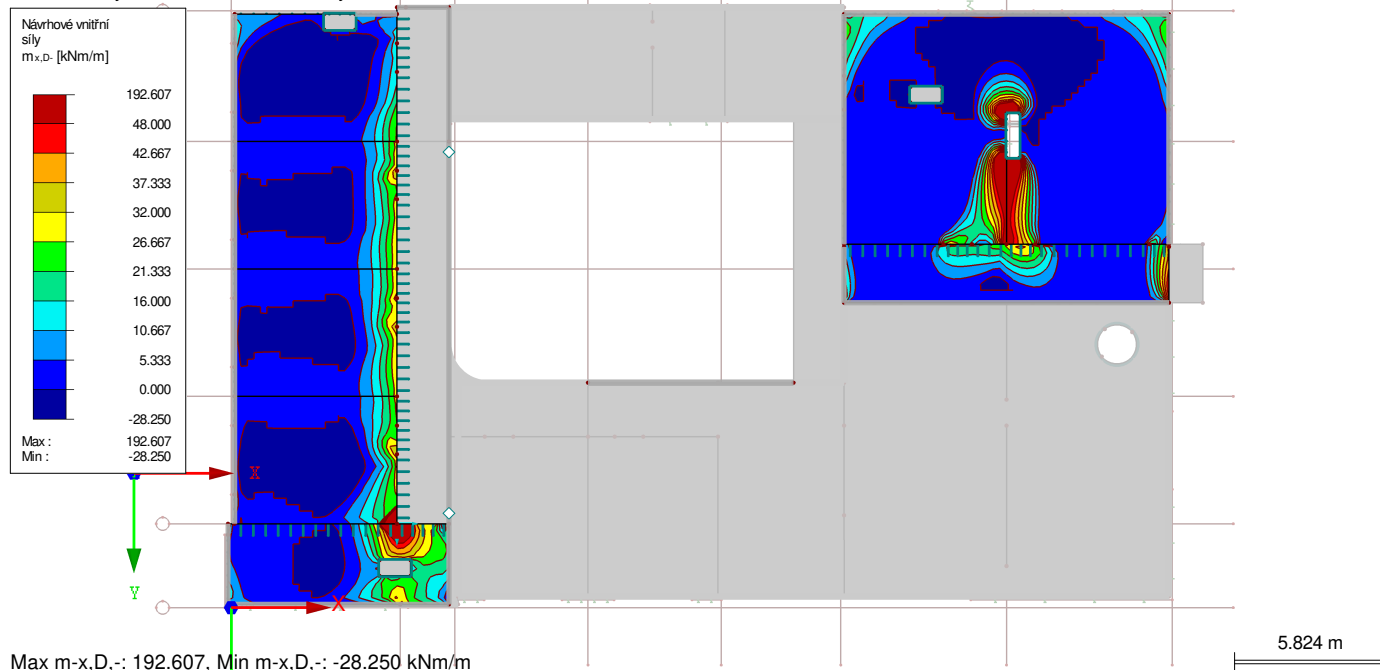 Návrhové vnitřní
síly
mx,D- [kNm/m]
192.607
48.000
42.667
37.333
32.000
26.667
21.333
16.000
10.667
5.333
0.000
-28.250
Max : 192.607
Min : -28.250
X
Y
X
5.824 m
Max m-x,D,-: 192.607, Min m-x,D,-: -28.250 kNm/m